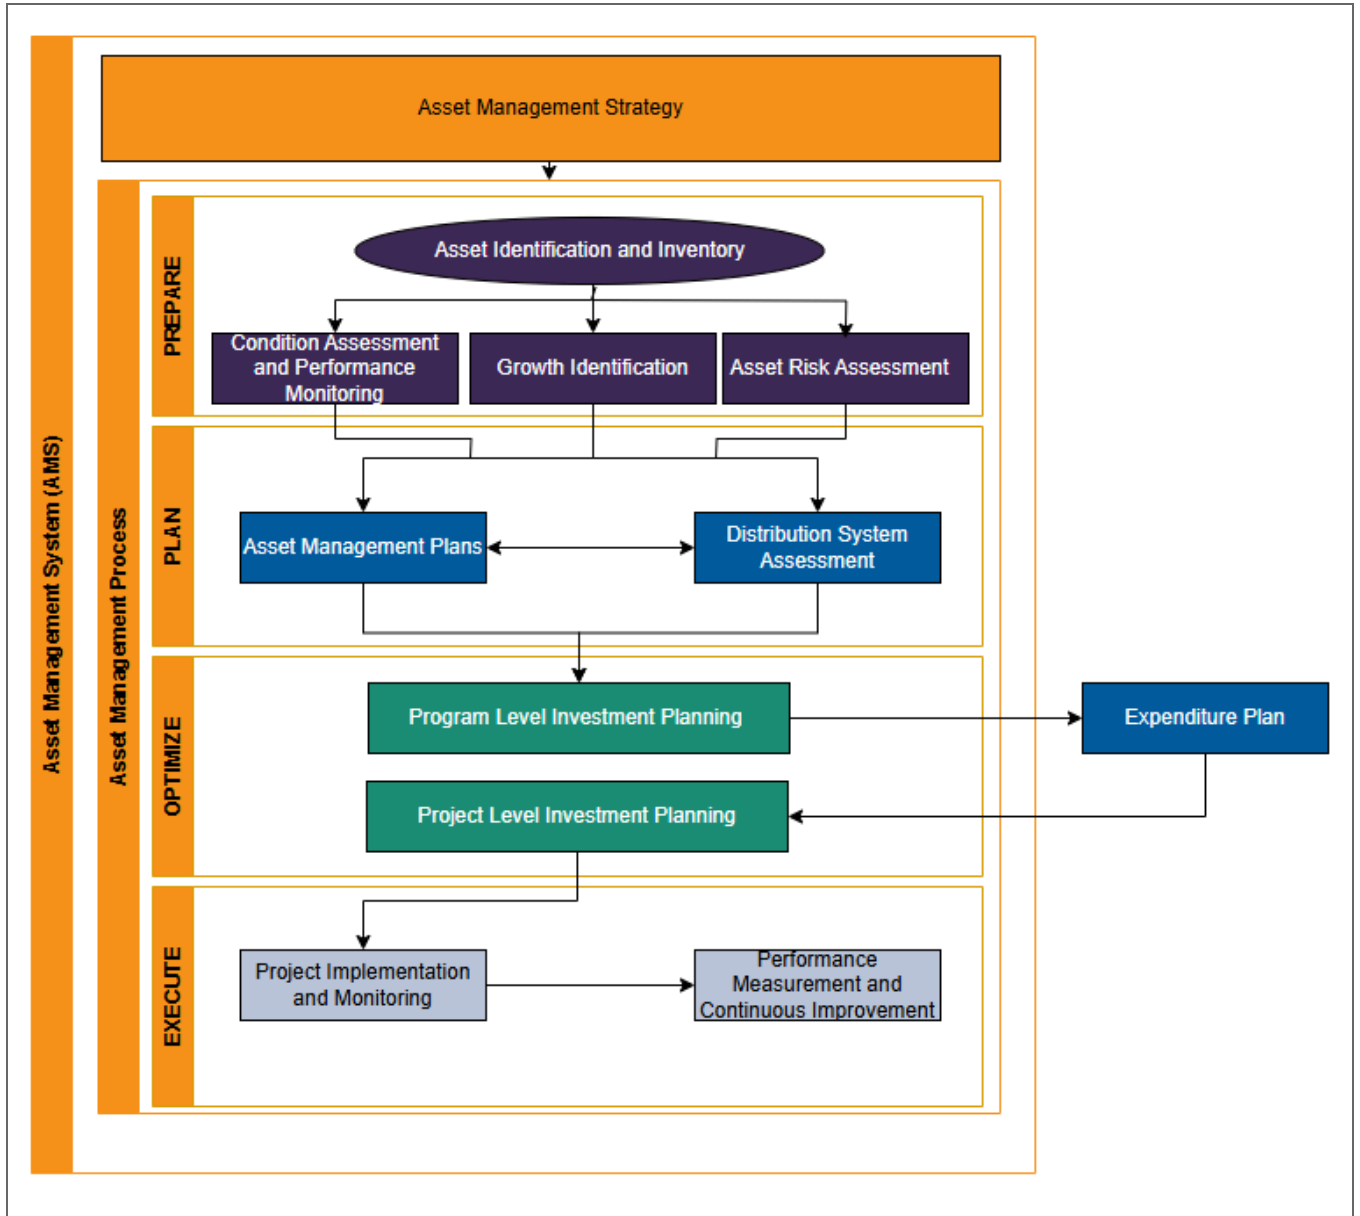 Asset Management System (AMS)
Asset Management Strategy
Asset Management Process
PREPARE
Asset Identification and Inventory
Condition Assessment
and Performance
Monitoring
Growth Identification
Asset Risk Assessment
PLAN
Asset Management Plans
Distribution System
Assessment
OPTIMIZE
Program Level Investment Planning
Expenditure Plan
Project Level Investment Planning
EXECUTE
Project Implementation
and Monitoring
Performance
Measurement and
Continuous Improvement